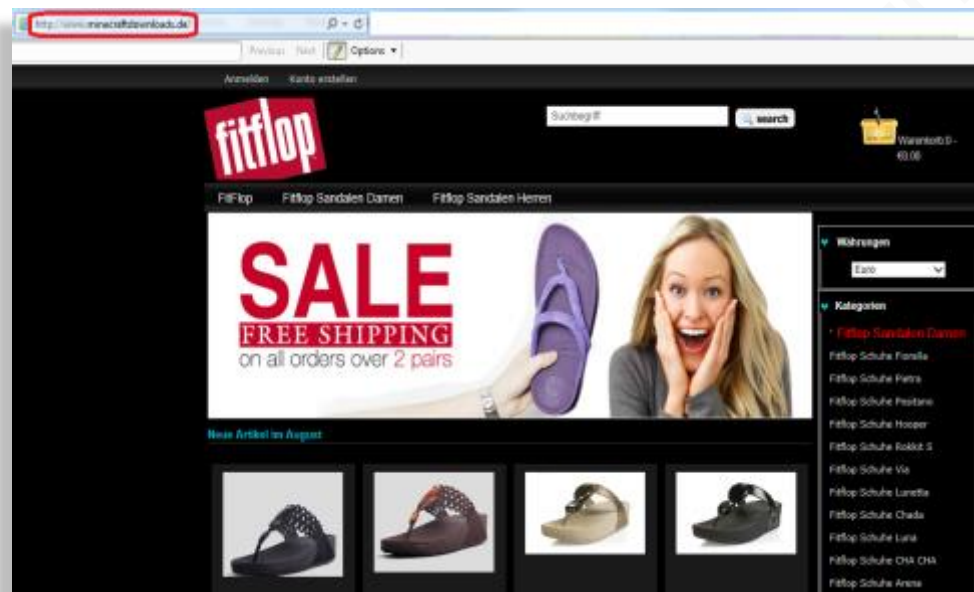 http://www.minecraftdownloads.de/
Previous Next Options
Anmelden Konto erstellen
fitflop
Suchbegriff
search
Warenkorb 0 -
€0.00
FitFlop Fitflop Sandalen Damen Fitflop Sandalen Herren
SALE
FREE SHIPPING
on all orders over 2 pairs
Währungen
Euro
Kategorien
Fitflop Sandalen Damen
Fitflop Schuhe Fiorella
Fitflop Schuhe Pietra
Fitflop Schuhe Positano
Fitflop Schuhe Hooper
Fitflop Schuhe Rokkit S
Fitflop Schuhe Via
Fitflop Schuhe Lunetta
Fitflop Schuhe Chada
Fitflop Schuhe Luna
Fitflop Schuhe CHA CHA
Fitflop Schuhe Arena
Neue Artikel im August